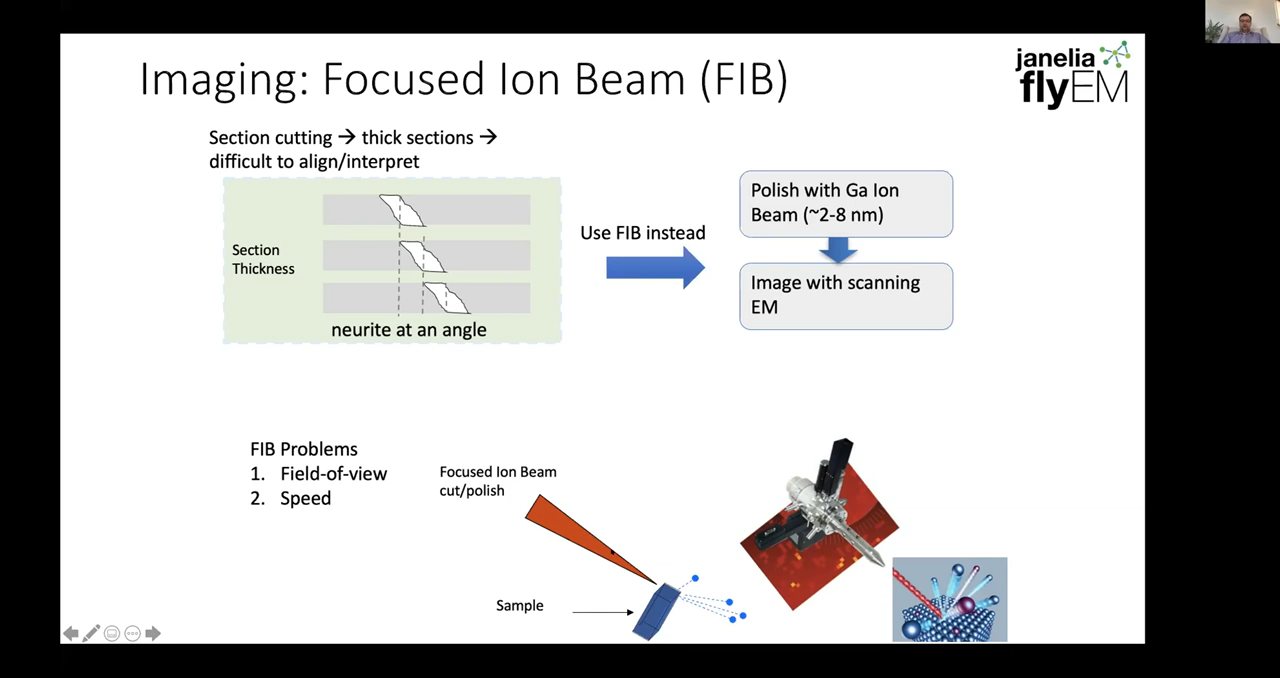 Imaging: Focused Ion Beam (FIB)
janelia
flyEM
Section cutting → thick sections →
difficult to align/interpret
Section
Thickness
neurite at an angle
Use FIB instead
Polish with Ga Ion
Beam (~2-8 nm)
Image with scanning
EM
FIB Problems
1. Field-of-view
2. Speed
Focused Ion Beam
cut/polish
Sample